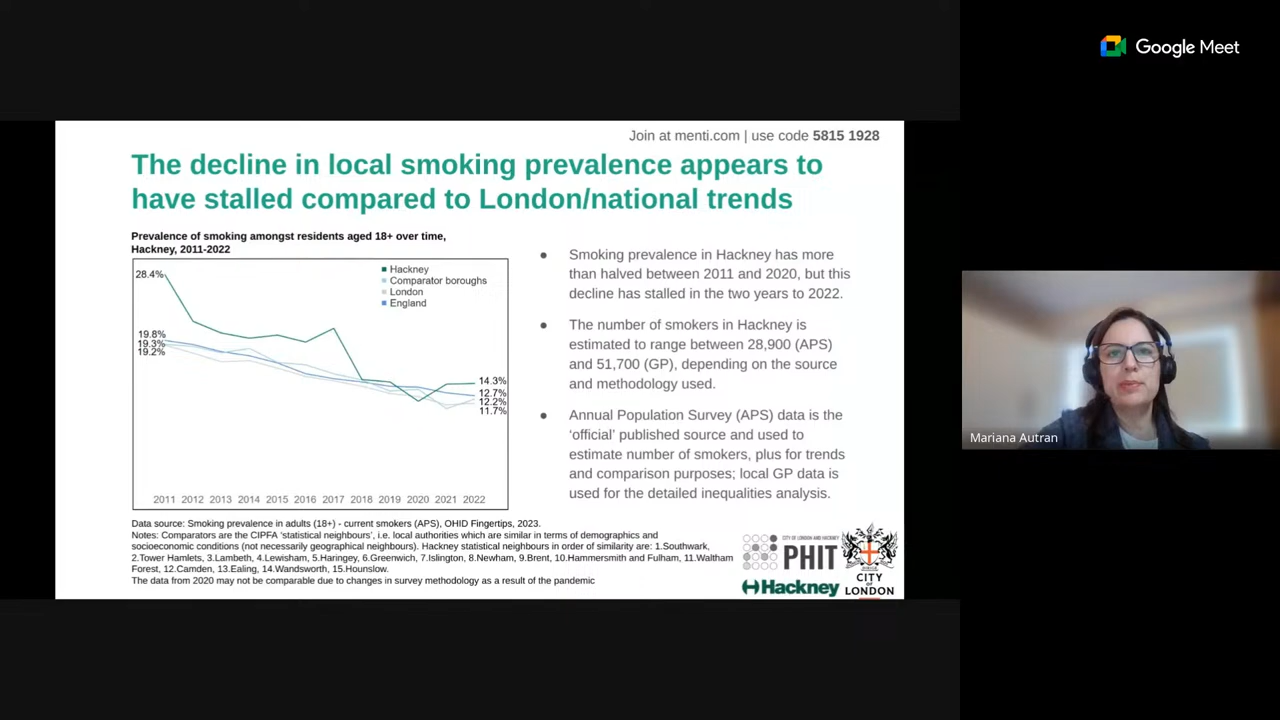 Google Meet
Join at menti.com | use code 5815 1928
The decline in local smoking prevalence appears to
have stalled compared to London/national trends
Prevalence of smoking amongst residents aged 18+ over time,
Hackney, 2011-2022
28.4%
19.8%
19.3%
19.2%
Hackney
Comparator boroughs
London
England
14.3%
12.7%
12.2%
11.7%
2011 2012 2013 2014 2015 2016 2017 2018 2019 2020 2021 2022
● Smoking prevalence in Hackney has more
than halved between 2011 and 2020, but this
decline has stalled in the two years to 2022.
● The number of smokers in Hackney is
estimated to range between 28,900 (APS)
and 51,700 (GP), depending on the source
and methodology used.
● Annual Population Survey (APS) data is the
‘official’ published source and used to
estimate number of smokers, plus for trends
and comparison purposes; local GP data is
used for the detailed inequalities analysis.
Data source: Smoking prevalence in adults (18+) - current smokers (APS), OHID Fingertips, 2023.
Notes: Comparators are the CIPFA ‘statistical neighbours’, i.e. local authorities which are similar in terms of demographics and
socioeconomic conditions (not necessarily geographical neighbours). Hackney statistical neighbours in order of similarity are: 1.Southwark,
2.Tower Hamlets, 3.Lambeth, 4.Lewisham, 5.Haringey, 6.Greenwich, 7.Islington, 8.Newham, 9.Brent, 10.Hammersmith and Fulham, 11.Waltham
Forest, 12.Camden, 13.Ealing, 14.Wandsworth, 15.Hounslow.
The data from 2020 may not be comparable due to changes in survey methodology as a result of the pandemic
CITY OF LONDON AND HACKNEY
PHIT
Hackney
CITY
OF
LONDON
Mariana Autran